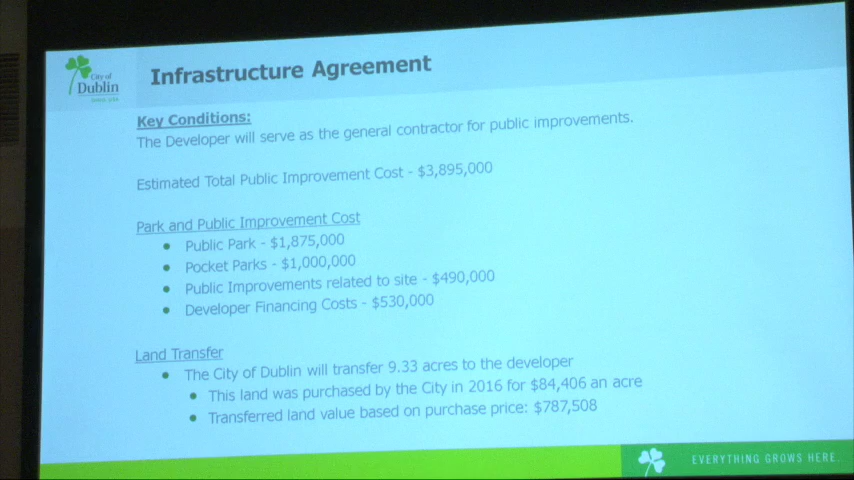 City of
Dublin
Infrastructure Agreement
Key Conditions:
The Developer will serve as the general contractor for public improvements.
Estimated Total Public Improvement Cost - $3,895,000
Park and Public Improvement Cost
Public Park - $1,875,000
Pocket Parks - $1,000,000
Public Improvements related to site - $490,000
Developer Financing Costs - $530,000
Land Transfer
The City of Dublin will transfer 9.33 acres to the developer
This land was purchased by the City in 2016 for $84,406 an acre
Transferred land value based on purchase price: $787,508
EVERYTHING GROWS HERE.